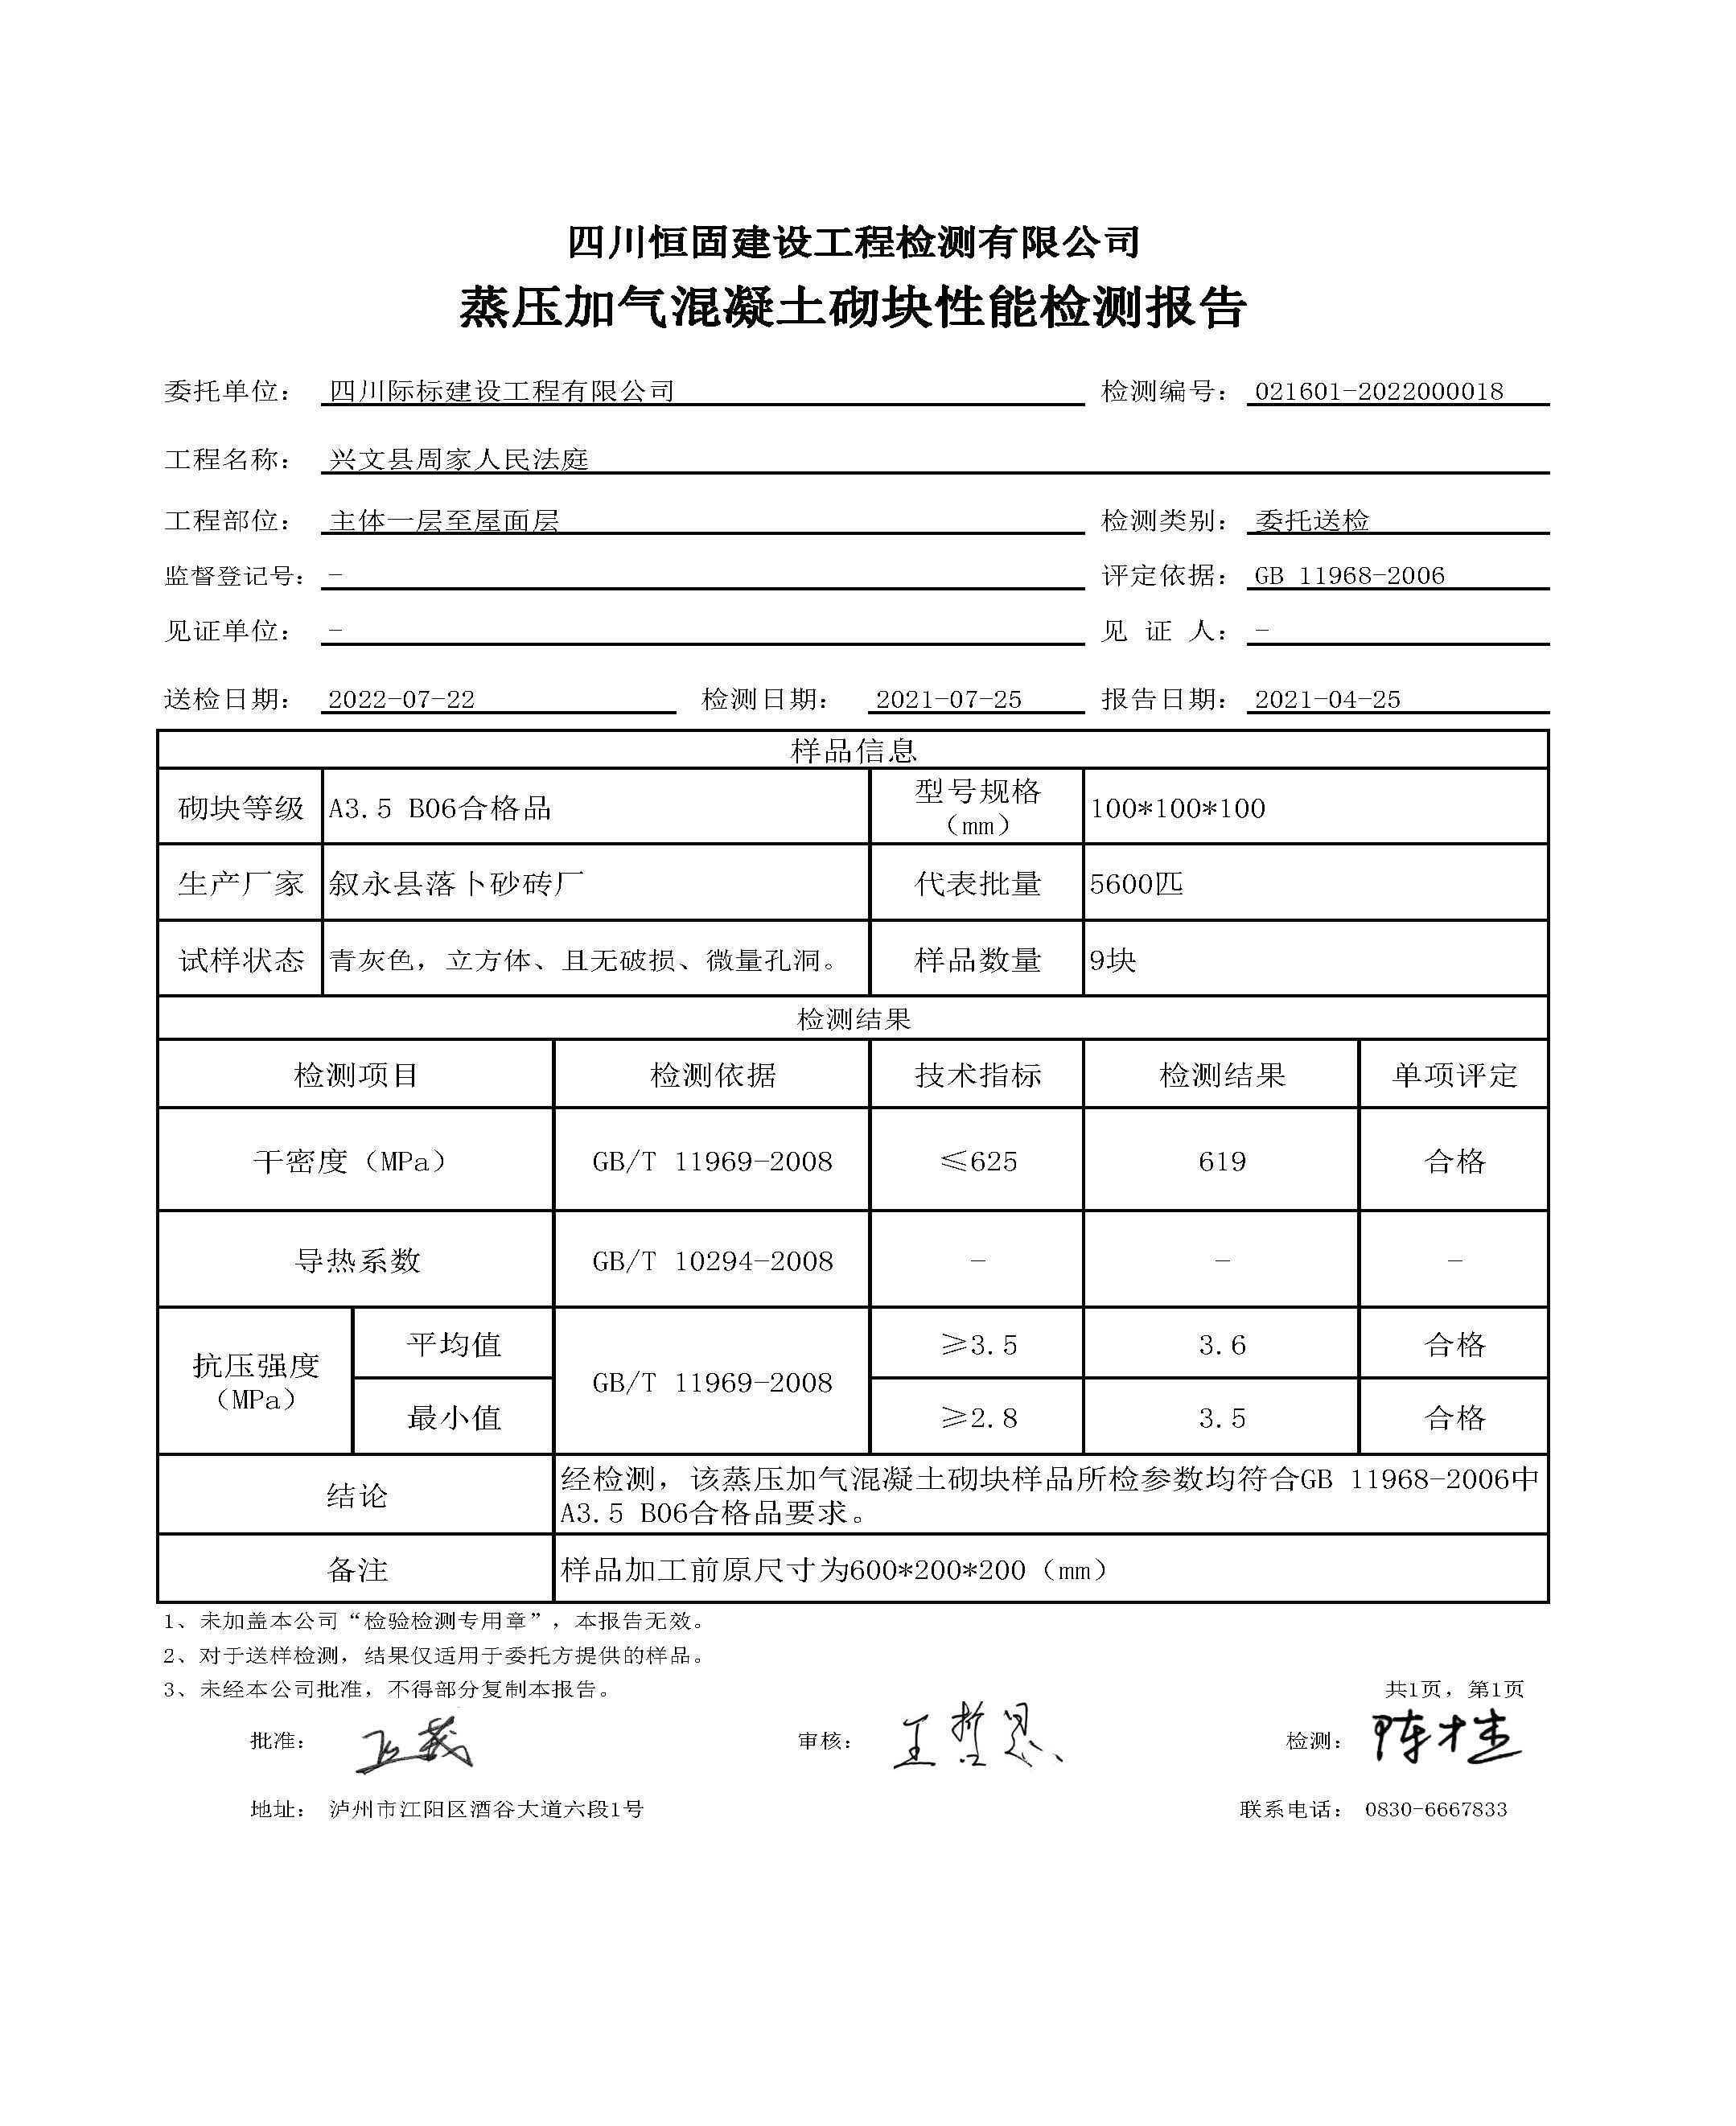 四川恒固建设工程检测有限公司
蒸压加气混凝土砌块性能检测报告
委托单位： 四川际标建设工程有限公司 检测编号： 021601-2022000018
工程名称： 兴文县周家人民法庭
工程部位： 主体一层至屋面层 检测类别： 委托送检
监督登记号： - 评定依据： GB 11968-2006
见证单位： - 见 证 人： -
送检日期： 2022-07-22 检测日期： 2021-07-25 报告日期： 2021-04-25
样品信息
砌块等级 A3.5 B06合格品 型号规格（mm） 100*100*100
生产厂家 叙永县落卜砂砖厂 代表批量 5600匹
试样状态 青灰色，立方体、且无破损、微量孔洞。 样品数量 9块
检测结果
检测项目 检测依据 技术指标 检测结果 单项评定
干密度（MPa） GB/T 11969-2008 ≤625 619 合格
导热系数 GB/T 10294-2008 - - -
抗压强度（MPa） 平均值 GB/T 11969-2008 ≥3.5 3.6 合格
最小值 ≥2.8 3.5 合格
结论 经检测，该蒸压加气混凝土砌块样品所检参数均符合GB 11968-2006中
A3.5 B06合格品要求。
备注 样品加工前原尺寸为600*200*200（mm）
1、未加盖本公司“检验检测专用章”，本报告无效。
2、对于送样检测，结果仅适用于委托方提供的样品。
3、未经本公司批准，不得部分复制本报告。 共1页，第1页
批准： 审核： 王哲恩 检测： 陈才圭
地址： 泸州市江阳区酒谷大道六段1号 联系电话： 0830-6667833